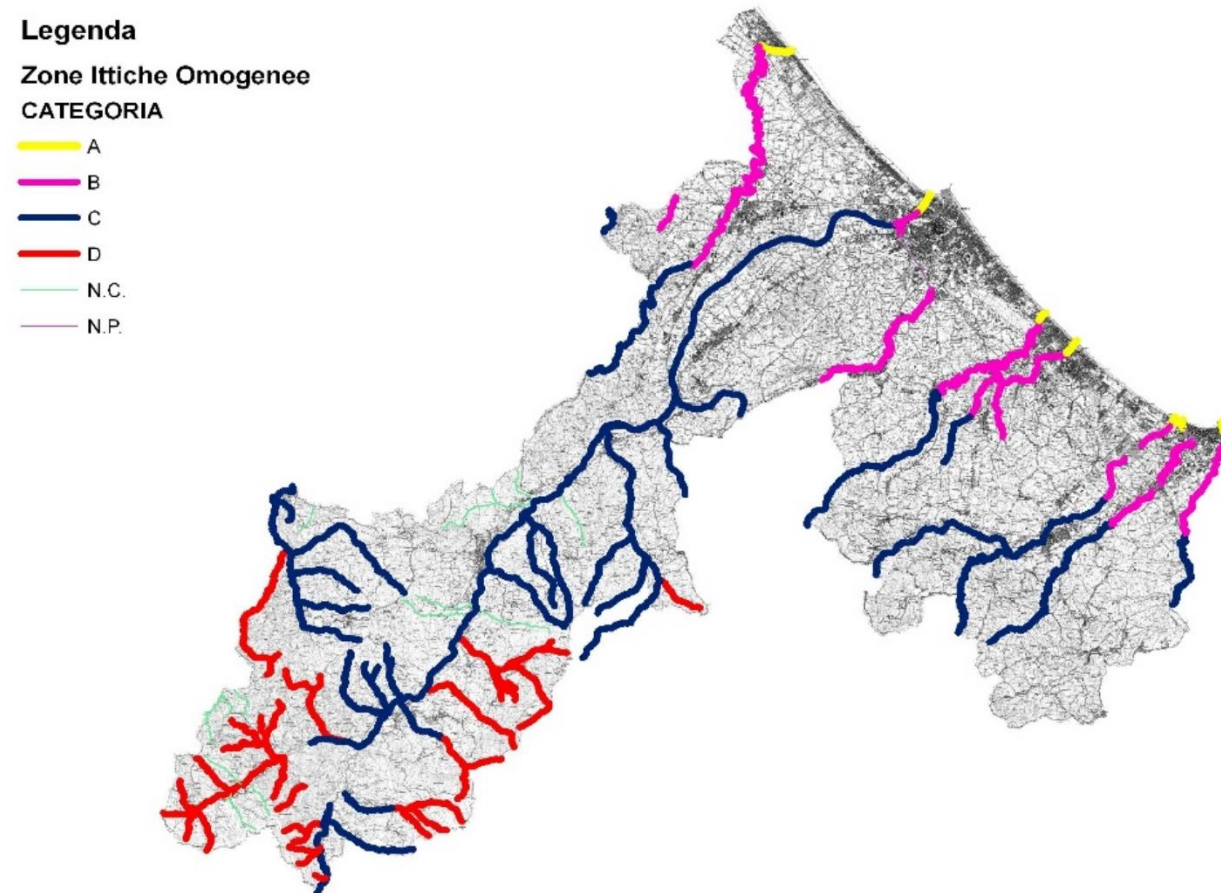 Legenda
Zone Ittiche Omogenee
CATEGORIA
A
B
C
D
N.C.
N.P.